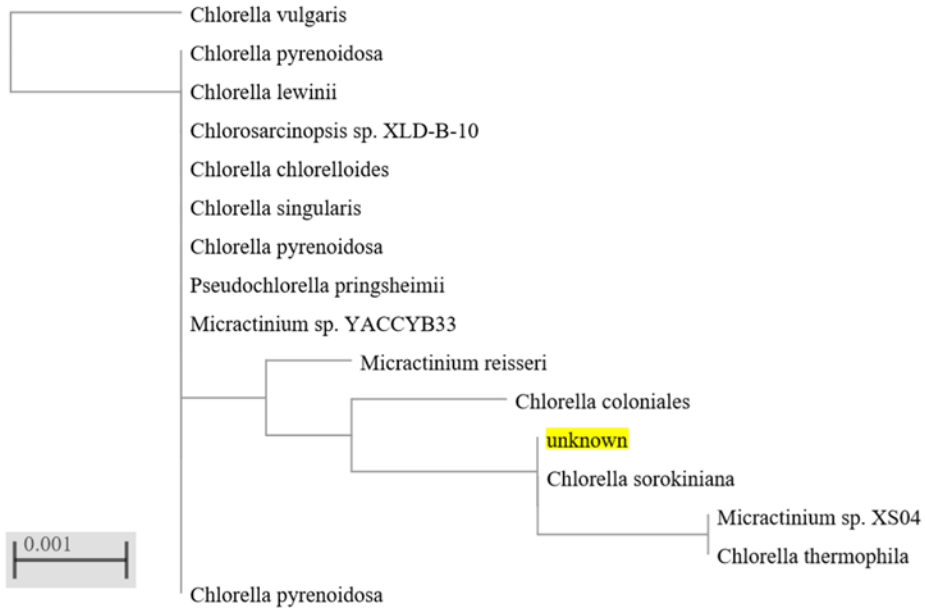 Chlorella vulgaris
Chlorella pyrenoidosa
Chlorella lewinii
Chlorosarcinopsis sp. XLD-B-10
Chlorella chlorelloides
Chlorella singularis
Chlorella pyrenoidosa
Pseudochlorella pringsheimii
Micractinium sp. YACCYB33
Micractinium reisseri
Chlorella coloniales
unknown
Chlorella sorokiniana
Micractinium sp. XS04
0.001
Chlorella thermophila
Chlorella pyrenoidosa